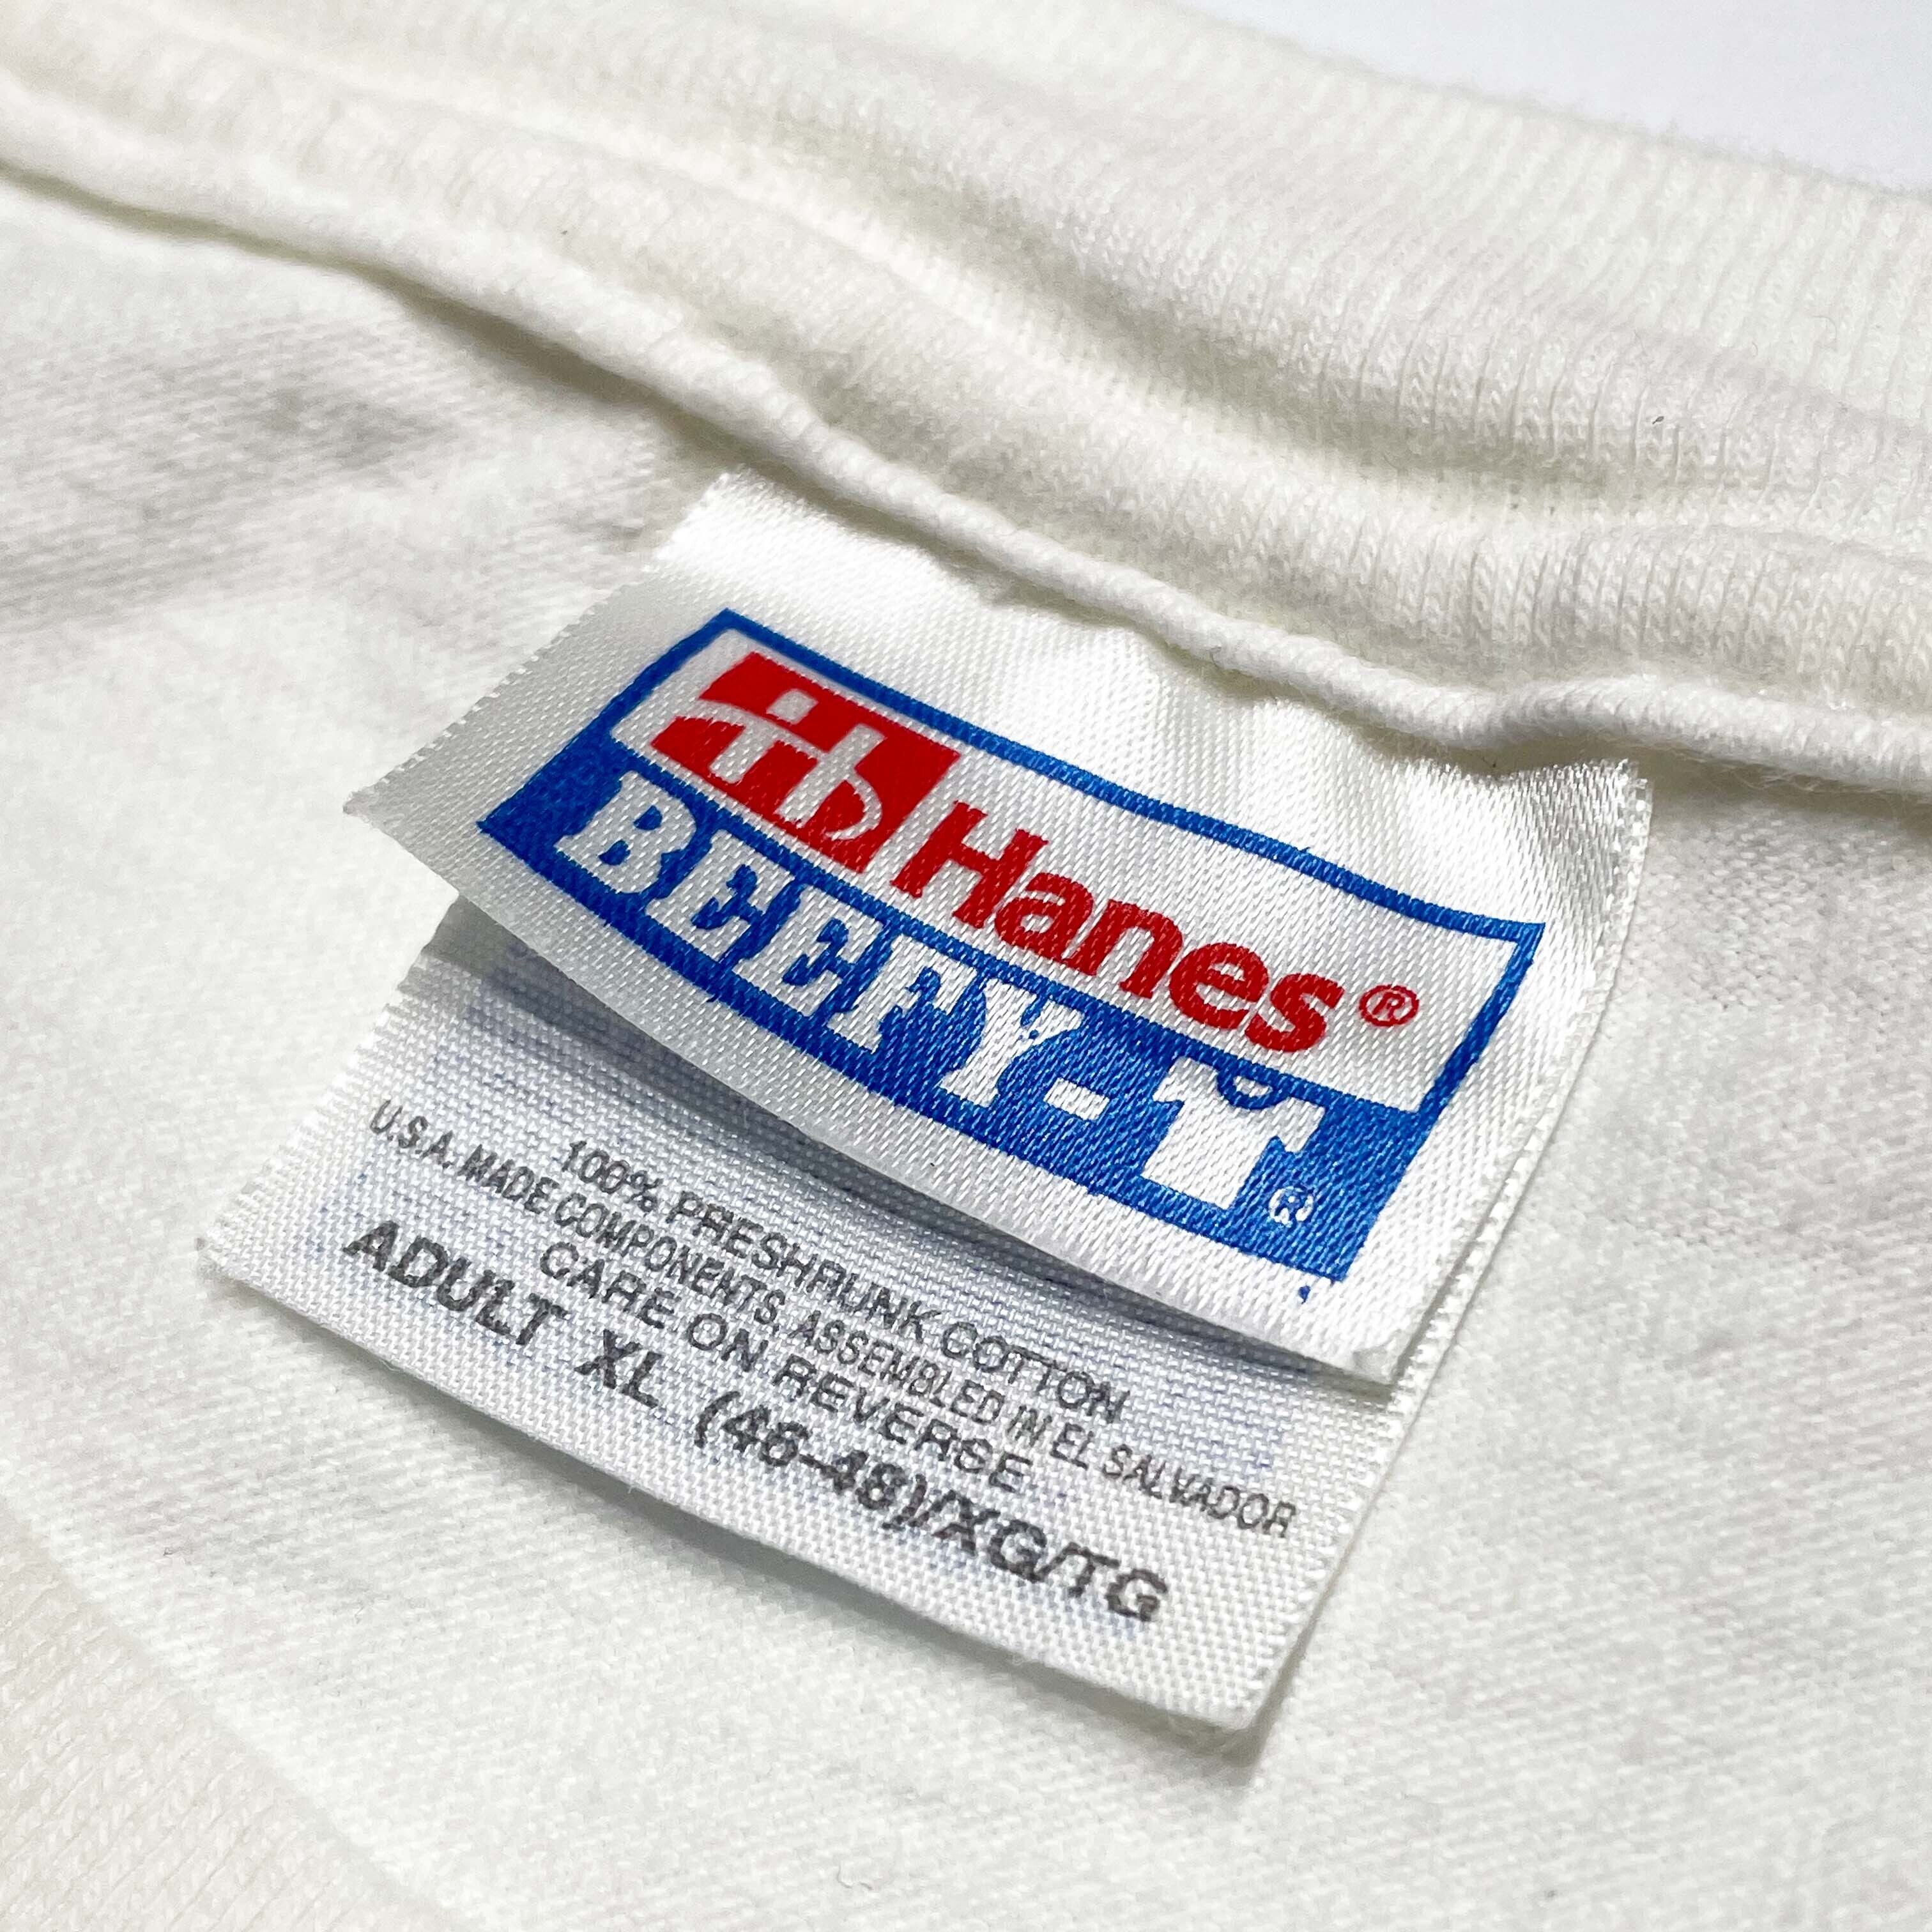 Hanes®
BEEFY-T®
100% PRESHRUNK COTTON
U.S.A. MADE COMPONENTS, ASSEMBLED IN EL SALVADOR
CARE ON REVERSE
ADULT XL (46-48)/XG/TG